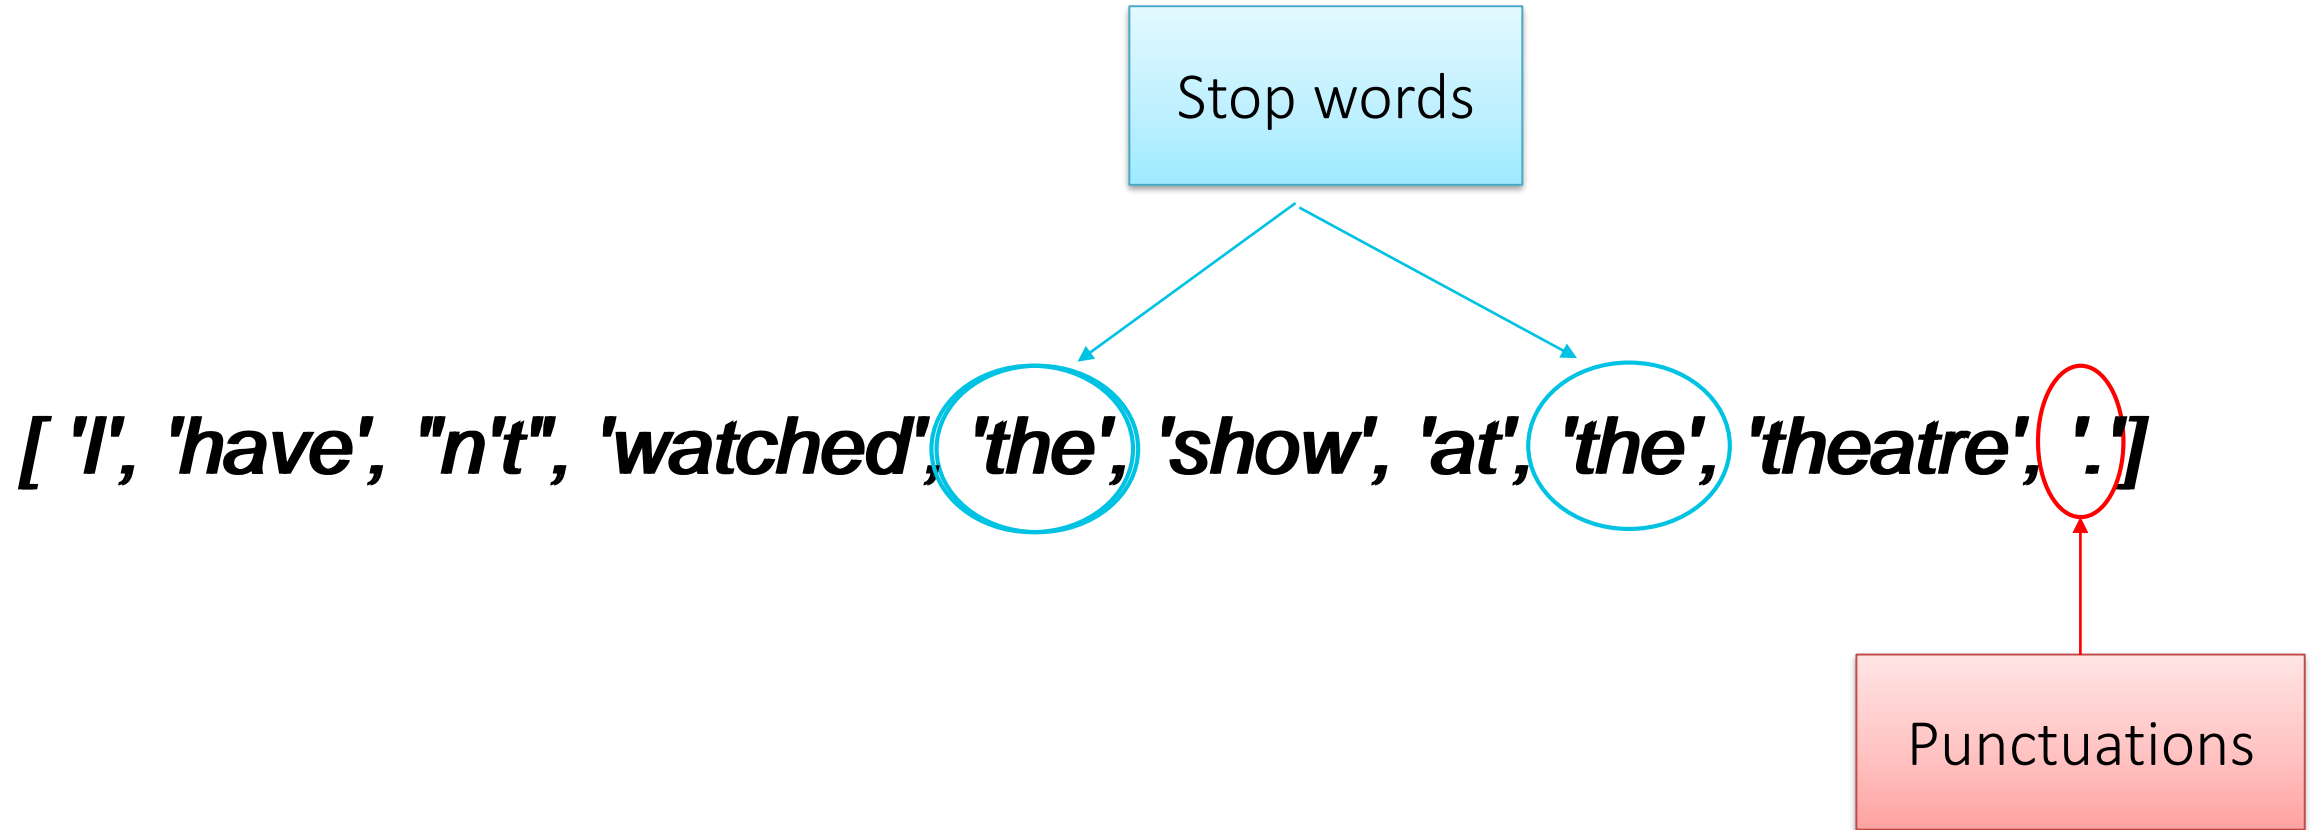 Stop words
[ 'I', 'have', "n't", 'watched', 'the', 'show', 'at', 'the', 'theatre', '.']
Punctuations